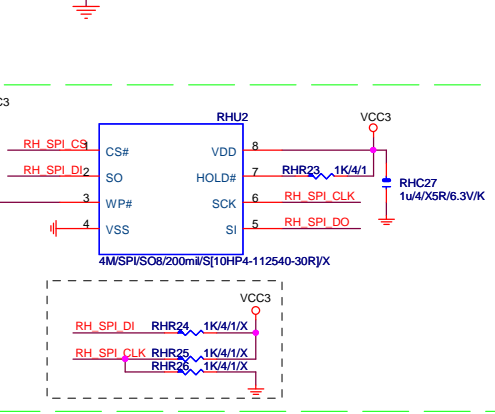 C3
RHU2
VCC3
RH_SPI_CS 1 CS# VDD 8
RH_SPI_DI 2 SO HOLD# 7 RHR23 1K/4/1
3 WP# SCK 6 RH_SPI_CLK
4 VSS SI 5 RH_SPI_DO
RHC27
1u/4/X5R/6.3V/K
4M/SPI/SO8/200mil/S[10HP4-112540-30R]/X
VCC3
RH_SPI_DI RHR24 1K/4/1/X
RH_SPI_CLK RHR25 1K/4/1/X
RHR26 1K/4/1/X